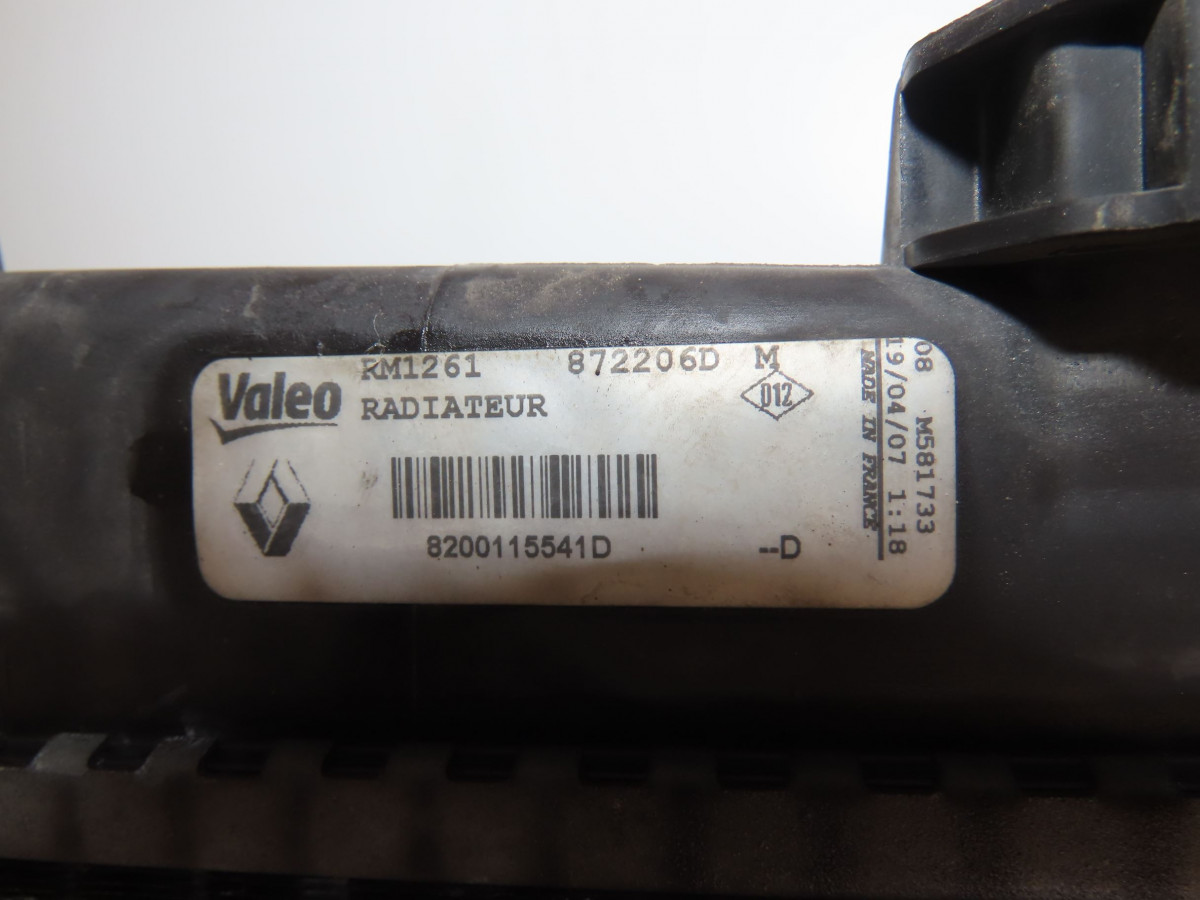 RM1261 872206D M
Valeo RADIATEUR
D12
8200115541D --D
08 M581733
19/04/07 1:18
MADE IN FRANCE